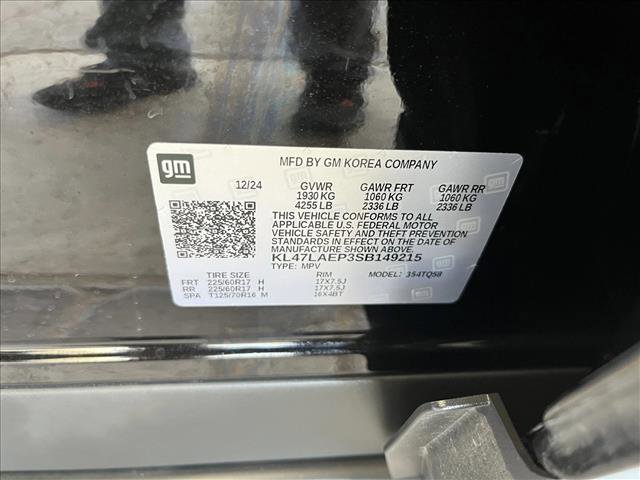 gm
MFD BY GM KOREA COMPANY
12/24 GVWR GAWR FRT GAWR RR
1930 KG 1060 KG 1060 KG
4255 LB 2336 LB 2336 LB
THIS VEHICLE CONFORMS TO ALL
APPLICABLE U.S. FEDERAL MOTOR
VEHICLE SAFETY AND THEFT PREVENTION
STANDARDS IN EFFECT ON THE DATE OF
MANUFACTURE SHOWN ABOVE.
KL47LAEP3SB149215
TYPE: MPV MODEL: 354TQ58
TIRE SIZE RIM
FRT 225/60R17 H 17X7.5J
RR 225/60R17 H 17X7.5J
SPA T125/70R16 M 16X4BT